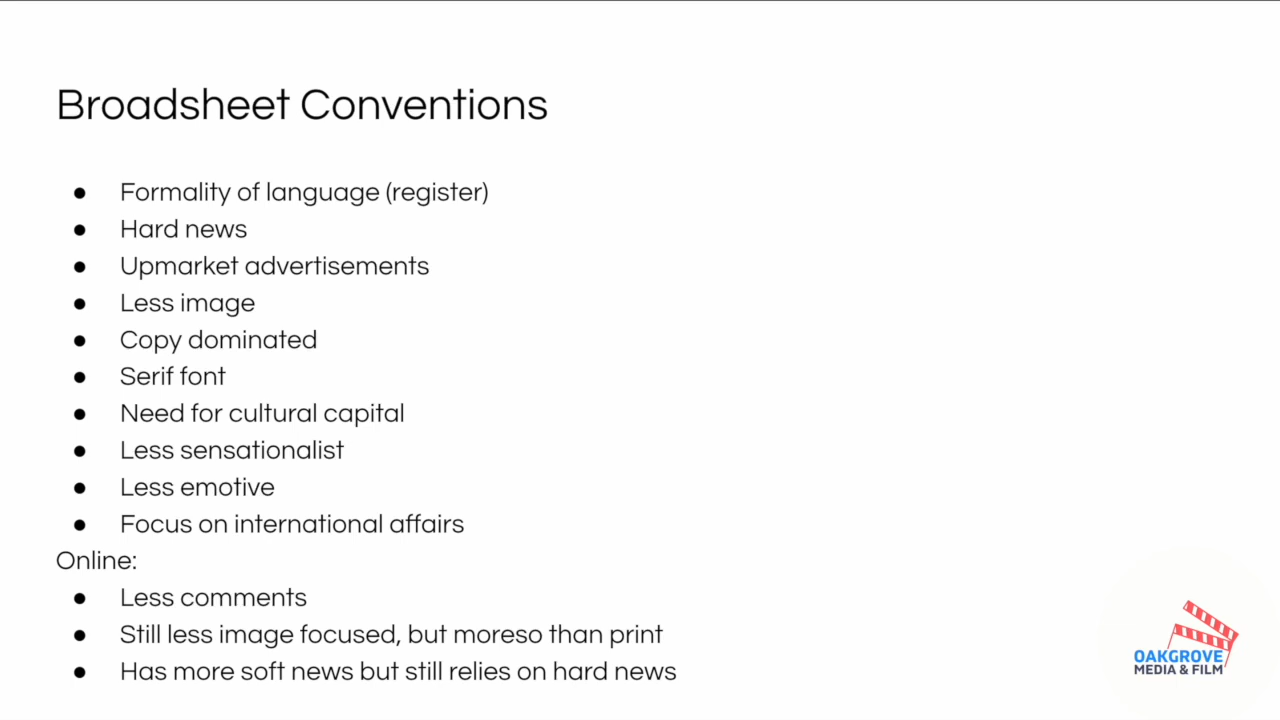 Broadsheet Conventions
● Formality of language (register)
● Hard news
● Upmarket advertisements
● Less image
● Copy dominated
● Serif font
● Need for cultural capital
● Less sensationalist
● Less emotive
● Focus on international affairs
Online:
● Less comments
● Still less image focused, but moreso than print
● Has more soft news but still relies on hard news
OAKGROVE
MEDIA & FILM